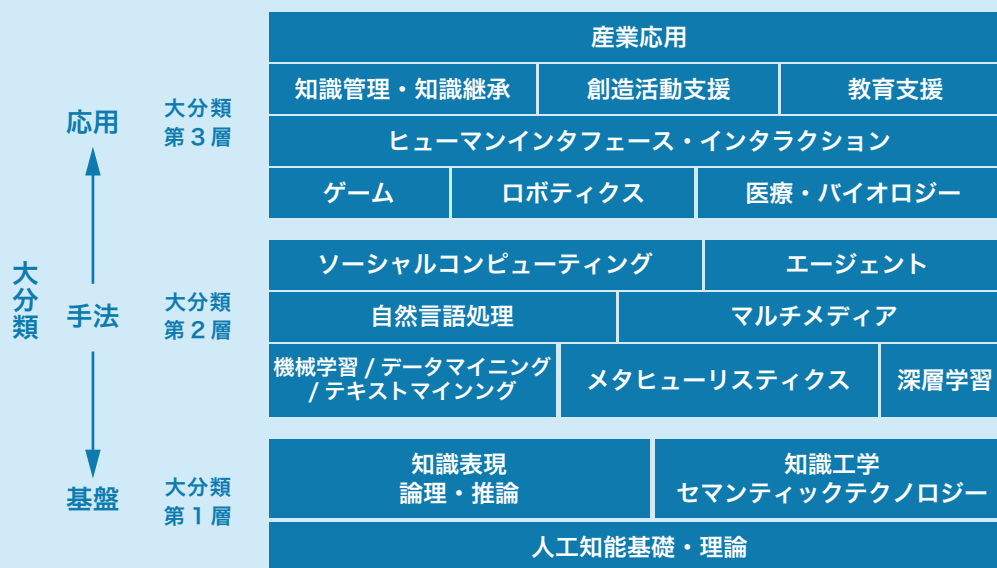 産業応用
知識管理・知識継承
創造活動支援
教育支援
応用
大分類
第3層
ヒューマンインタフェース・インタラクション
ゲーム
ロボティクス
医療・バイオロジー
大分類
手法
大分類
第2層
ソーシャルコンピューティング
エージェント
自然言語処理
マルチメディア
機械学習 / データマイニング
/ テキストマインング
メタヒューリスティクス
深層学習
基盤
大分類
第1層
知識表現
論理・推論
知識工学
セマンティックテクノロジー
人工知能基礎・理論